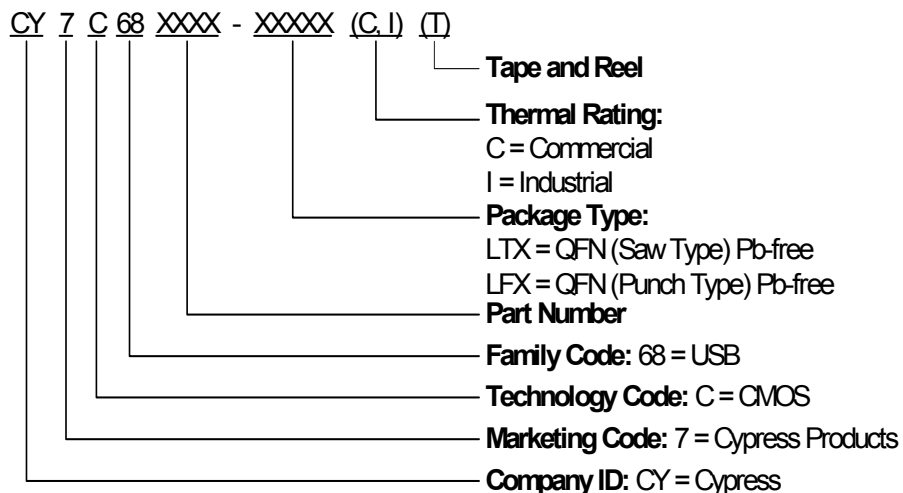 CY 7 C 68 XXXX - XXXXX (C, I) (T)
Tape and Reel
Thermal Rating:
C = Commercial
I = Industrial
Package Type:
LTX = QFN (Saw Type) Pb-free
LFX = QFN (Punch Type) Pb-free
Part Number
Family Code: 68 = USB
Technology Code: C = CMOS
Marketing Code: 7 = Cypress Products
Company ID: CY = Cypress